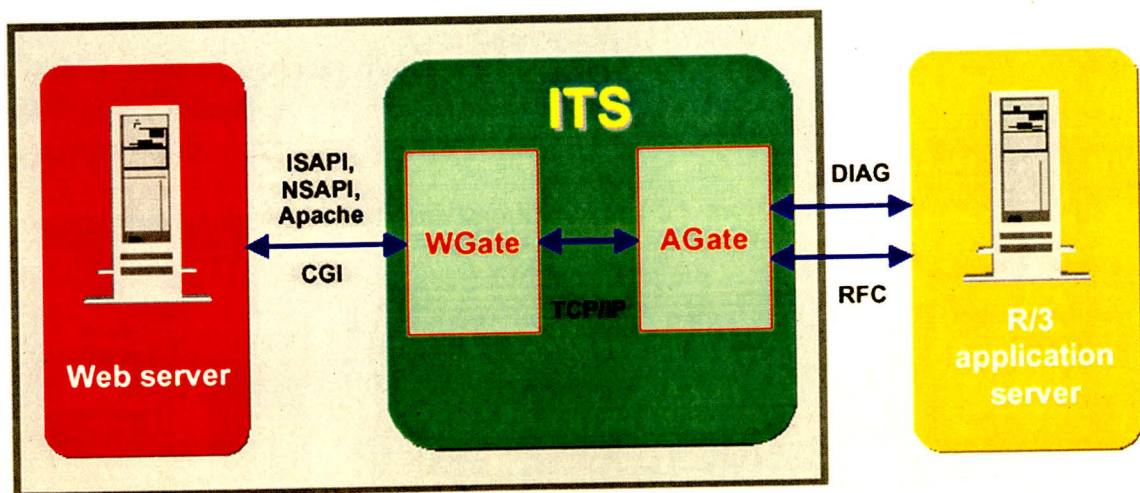 ITS
ISAPI,
NSAPI,
Apache
CGI
WGate
TCP/IP
AGate
DIAG
RFC
Web server
R/3
application
server